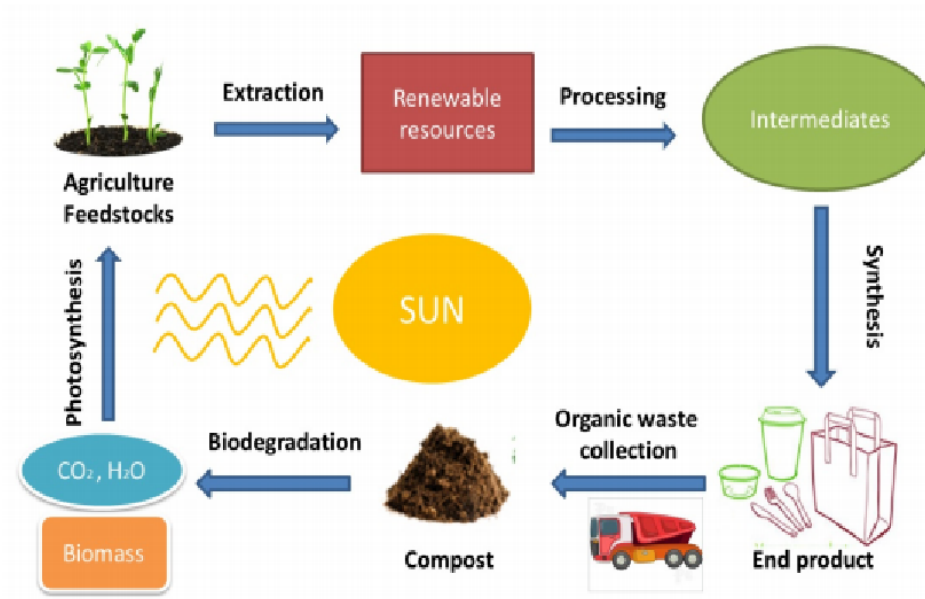 Extraction
Renewable
resources
Processing
Intermediates
Agriculture
Feedstocks
Photosynthesis
SUN
Synthesis
Biodegradation
Organic waste
collection
CO₂, H₂O
Biomass
Compost
End product